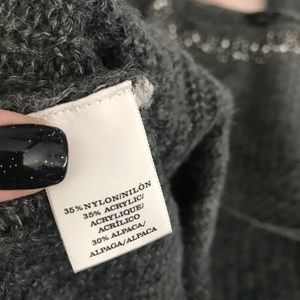 35% NYLON/NILÓN
35% ACRYLIC/
ACRYLIQUE/
ACRÍLICO
30% ALPACA/
ALPAGA/ALPACA